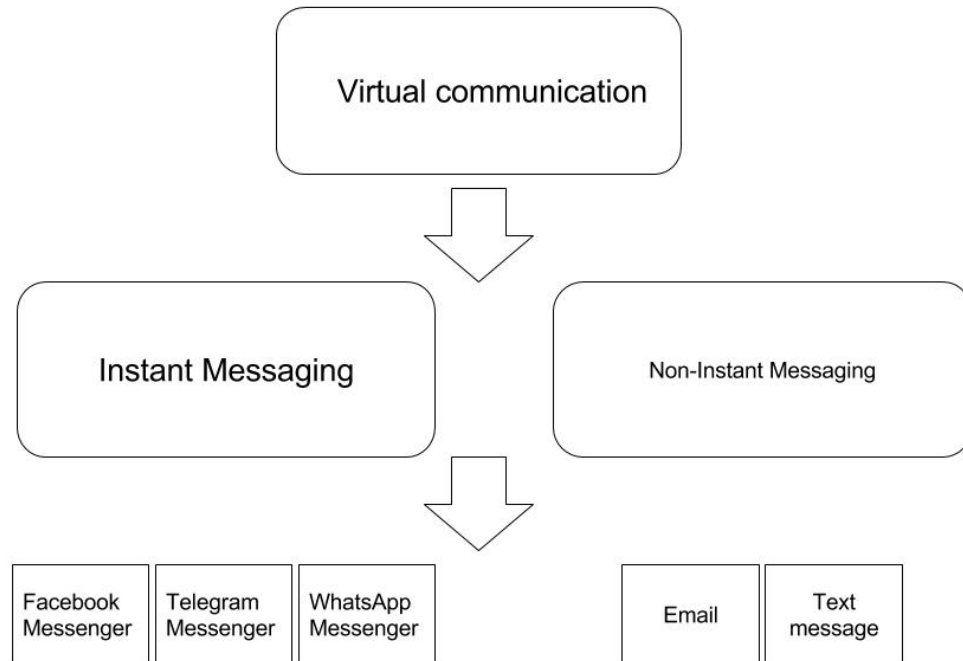 Virtual communication
Instant Messaging
Non-Instant Messaging
Facebook
Messenger
Telegram
Messenger
WhatsApp
Messenger
Email
Text
message